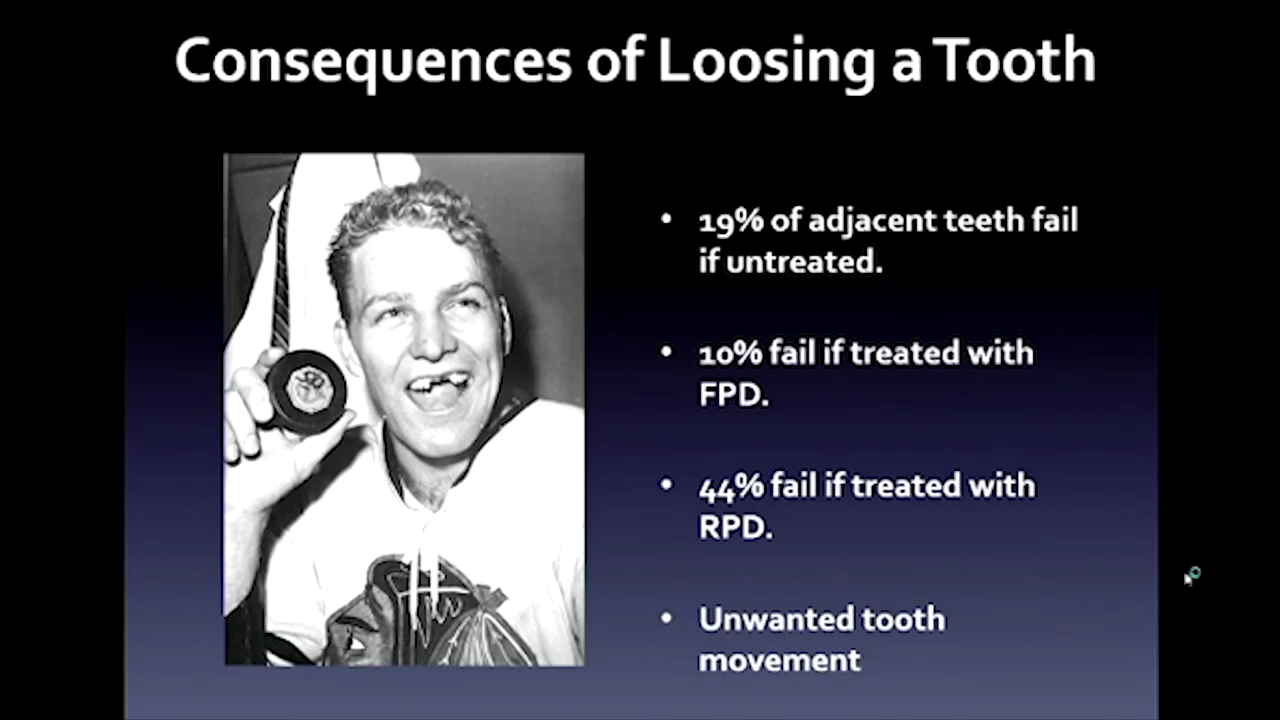 Consequences of Loosing a Tooth
• 19% of adjacent teeth fail
if untreated.
• 10% fail if treated with
FPD.
• 44% fail if treated with
RPD.
• Unwanted tooth
movement